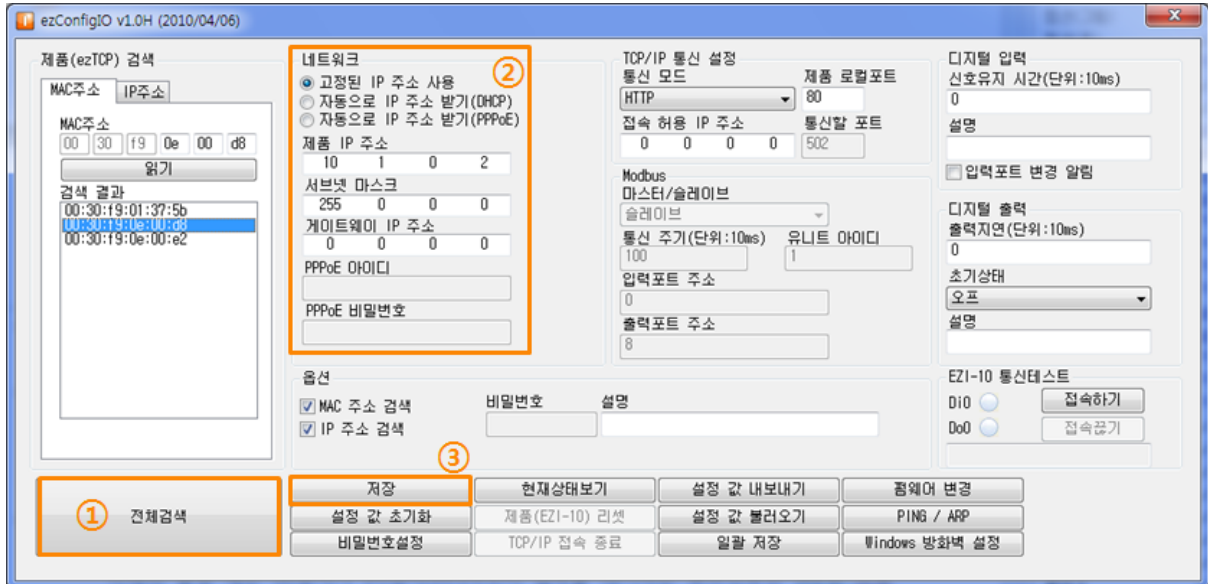 ezConfigIO v1.0H (2010/04/06)
제품(ezTCP) 검색
MAC주소 IP주소
MAC주소
00 30 f9 0e 00 d8
읽기
검색 결과
00:30:f9:01:37:5b
00:30:f9:0e:00:d8
00:30:f9:0e:00:e2
① 전체검색
네트워크 ②
고정된 IP 주소 사용
자동으로 IP 주소 받기(DHCP)
자동으로 IP 주소 받기(PPPoE)
제품 IP 주소
10 1 0 2
서브넷 마스크
255 0 0 0
게이트웨이 IP 주소
0 0 0 0
PPPoE 아이디
PPPoE 비밀번호
TCP/IP 통신 설정
통신 모드 제품 로컬포트
HTTP 80
접속 허용 IP 주소 통신할 포트
0 0 0 0 502
Modbus
마스터/슬레이브
슬레이브
통신 주기(단위:10ms) 유니트 아이디
100 1
입력포트 주소
0
출력포트 주소
8
디지털 입력
신호유지 시간(단위:10ms)
0
설명
입력포트 변경 알림
디지털 출력
출력지연(단위:10ms)
0
초기상태
오프
설명
옵션
MAC 주소 검색 비밀번호 설명
IP 주소 검색
EZI-10 통신테스트
Di0 접속하기
Do0 접속끊기
③
저장 현재상태보기 설정 값 내보내기 펌웨어 변경
설정 값 초기화 제품(EZI-10) 리셋 설정 값 불러오기 PING / ARP
비밀번호설정 TCP/IP 접속 종료 일괄 저장 Windows 방화벽 설정